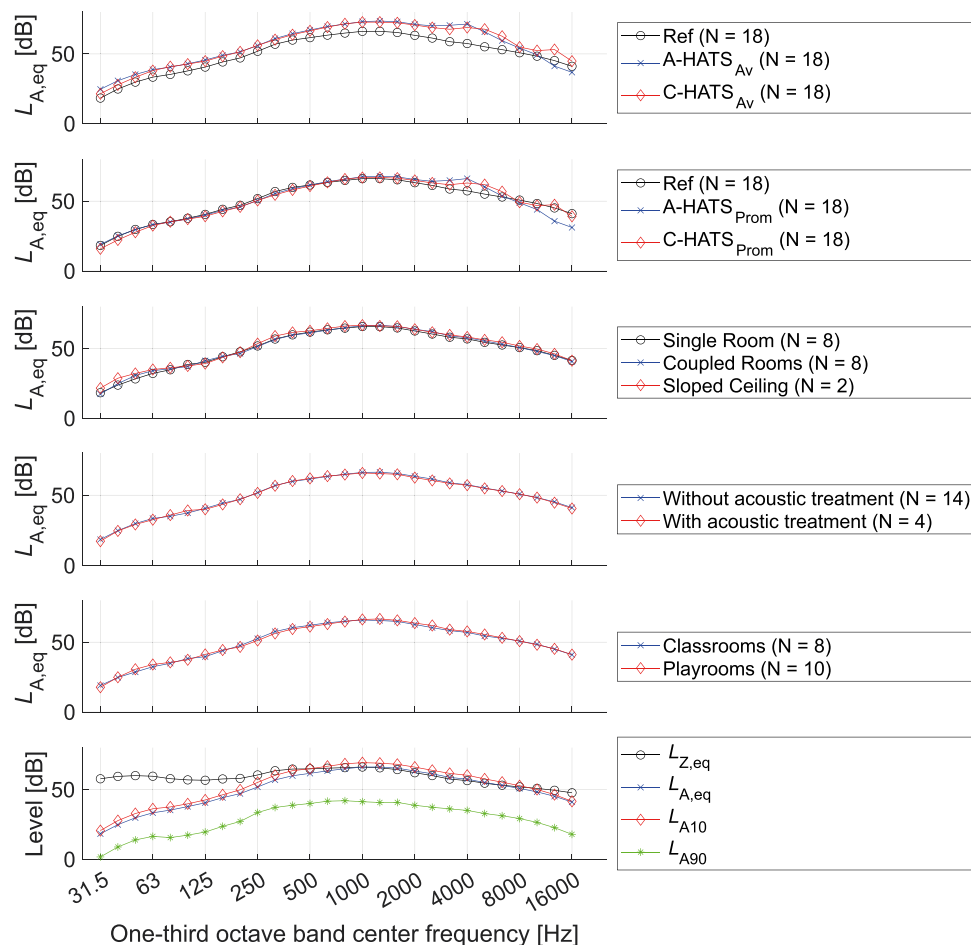 L_A,eq [dB]
50
0
Ref (N = 18)
A-HATS_Av (N = 18)
C-HATS_Av (N = 18)
L_A,eq [dB]
50
0
Ref (N = 18)
A-HATS_Prom (N = 18)
C-HATS_Prom (N = 18)
L_A,eq [dB]
50
0
Single Room (N = 8)
Coupled Rooms (N = 8)
Sloped Ceiling (N = 2)
L_A,eq [dB]
50
0
Without acoustic treatment (N = 14)
With acoustic treatment (N = 4)
L_A,eq [dB]
50
0
Classrooms (N = 8)
Playrooms (N = 10)
Level [dB]
50
0
L_Z,eq
L_A,eq
L_A10
L_A90
31.5 63 125 250 500 1000 2000 4000 8000 16000
One-third octave band center frequency [Hz]